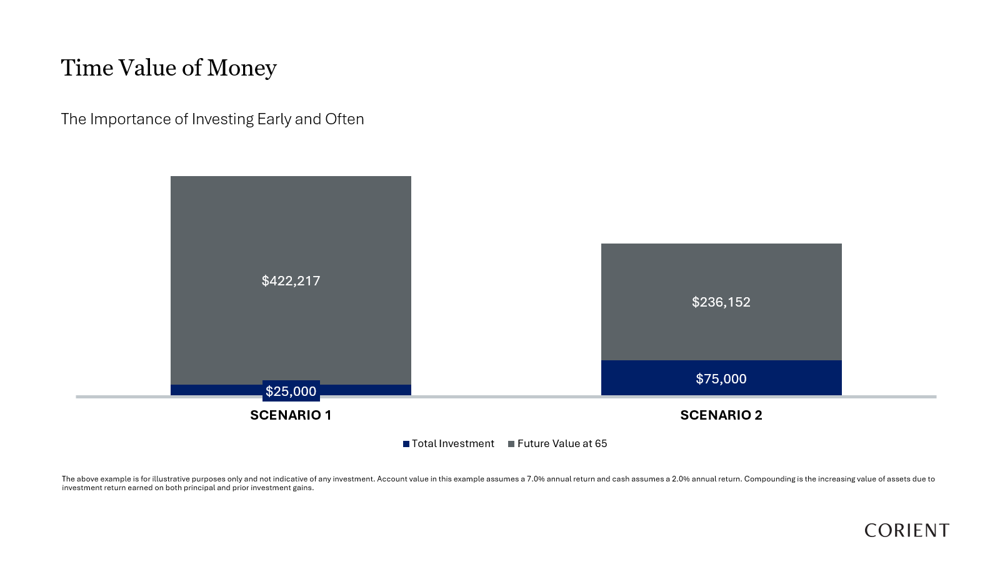 Time Value of Money
The Importance of Investing Early and Often
$422,217
$236,152
$25,000
$75,000
SCENARIO 1
SCENARIO 2
Total Investment
Future Value at 65
The above example is for illustrative purposes only and not indicative of any investment. Account value in this example assumes a 7.0% annual return and cash assumes a 2.0% annual return. Compounding is the increasing value of assets due to
investment return earned on both principal and prior investment gains.
CORIENT